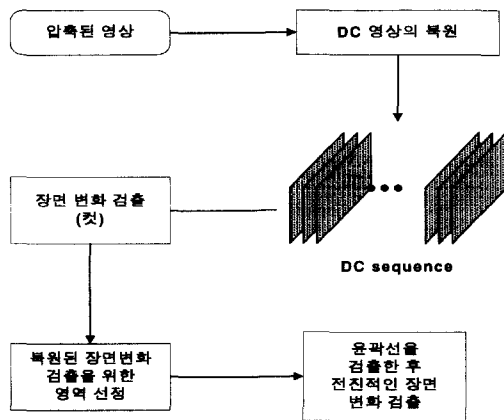 압축된 영상
DC 영상의 복원
장면 변화 검출
(컷)
DC sequence
복원된 장면변화
검출을 위한
영역 선정
윤곽선을
검출한 후
전진적인 장면
변화 검출